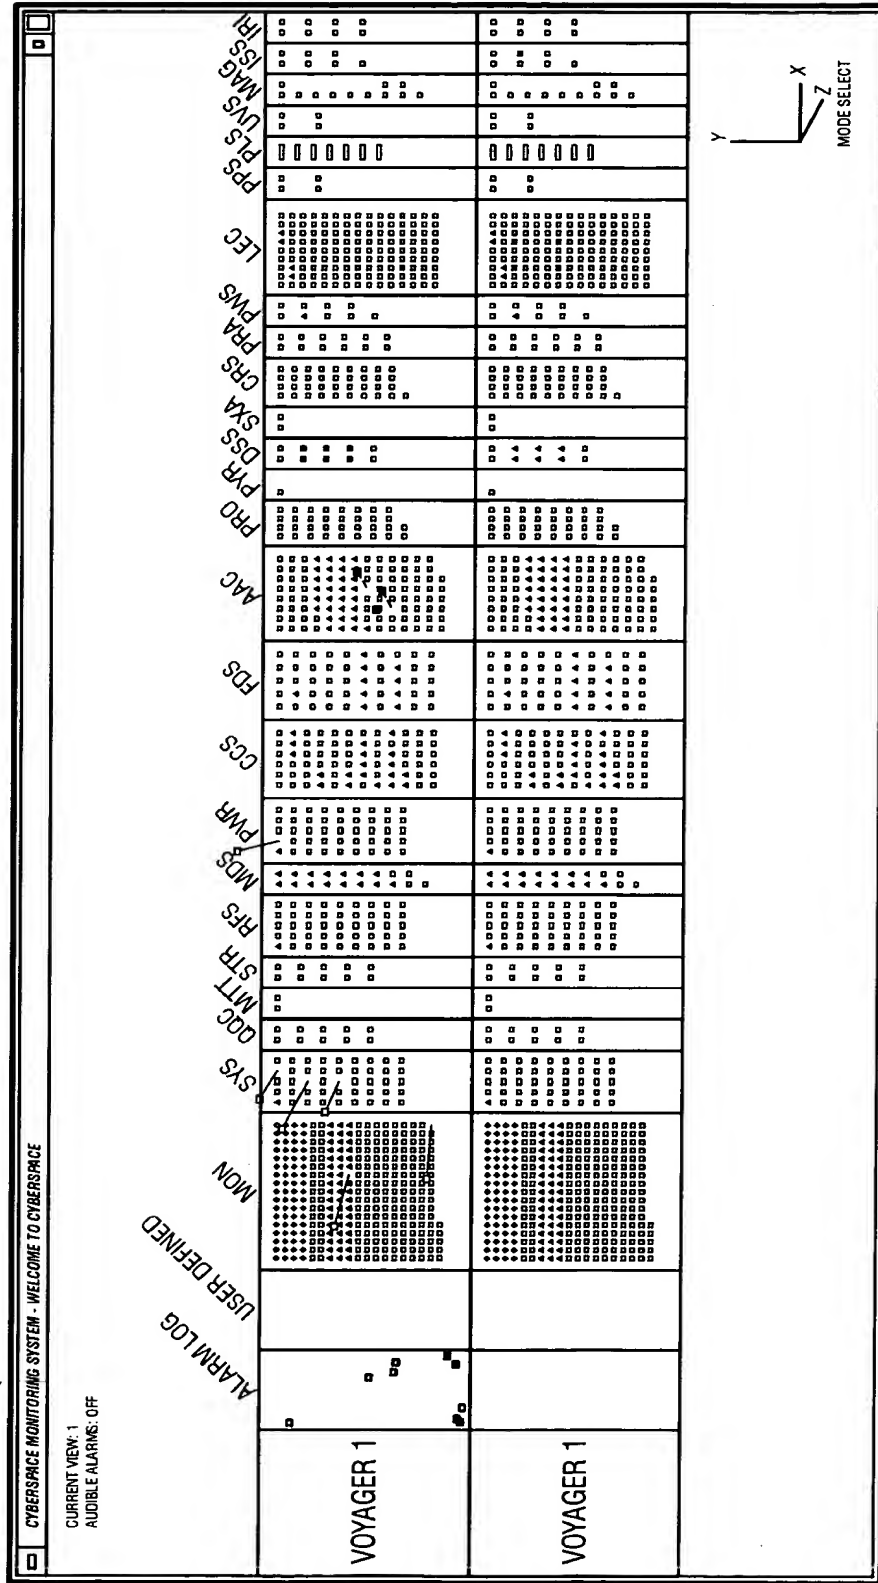 CYBERSPACE MONITORING SYSTEM - WELCOME TO CYBERSPACE
CURRENT VIEW: 1
AUDIBLE ALARMS: OFF
ALARM LOG
USER DEFINED
MON
SYS
QQC
MTT
STR
RFS
MDS
PWR
CCS
FDS
AAC
PRO
PYR
DSS
SXA
CRS
PRA
PWS
LEC
PPS
PLS
UVS
MAG
ISS
IRI
VOYAGER 1
VOYAGER 1
Y
X
Z
MODE SELECT